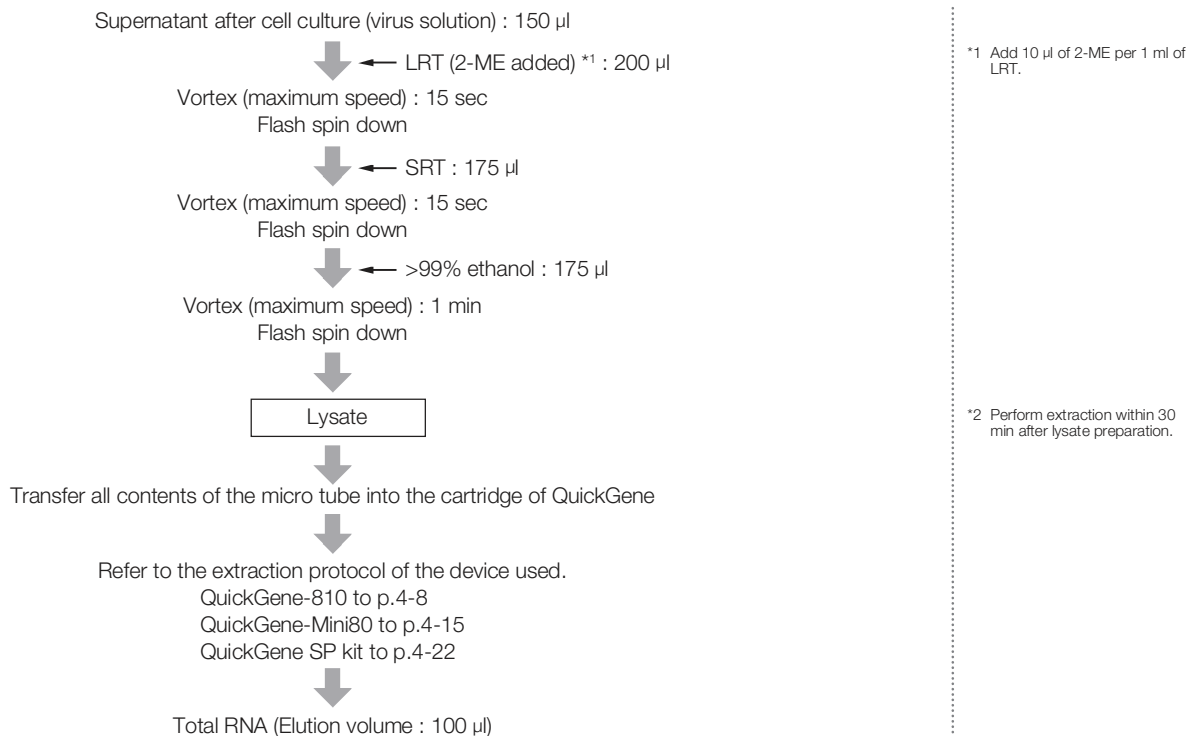 Supernatant after cell culture (virus solution) : 150 µl
LRT (2-ME added) *1 : 200 µl
Vortex (maximum speed) : 15 sec
Flash spin down
SRT : 175 µl
Vortex (maximum speed) : 15 sec
Flash spin down
>99% ethanol : 175 µl
Vortex (maximum speed) : 1 min
Flash spin down
Lysate
Transfer all contents of the micro tube into the cartridge of QuickGene
Refer to the extraction protocol of the device used.
QuickGene-810 to p.4-8
QuickGene-Mini80 to p.4-15
QuickGene SP kit to p.4-22
Total RNA (Elution volume : 100 µl)
*1 Add 10 µl of 2-ME per 1 ml of
LRT.
*2 Perform extraction within 30
min after lysate preparation.